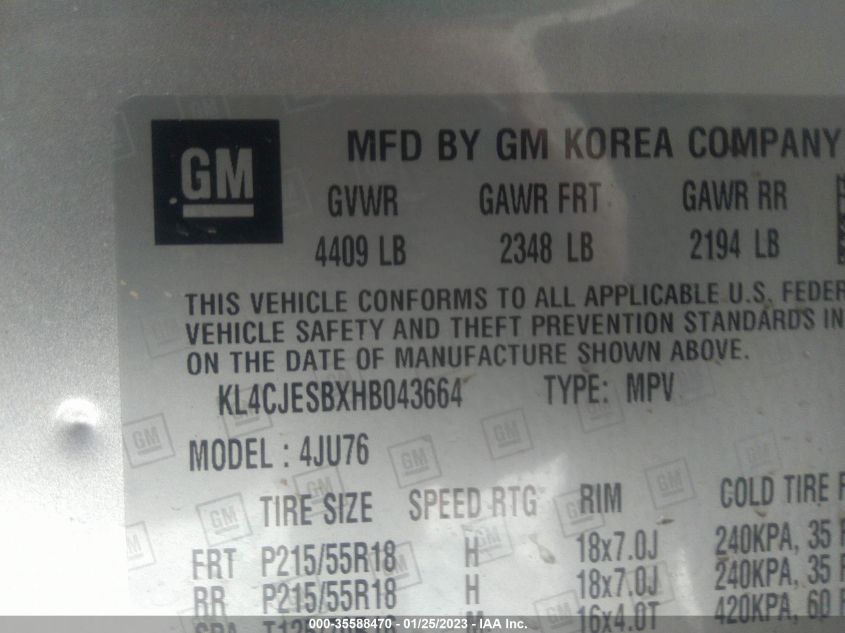 GM
MFD BY GM KOREA COMPANY
GVWR GAWR FRT GAWR RR
4409 LB 2348 LB 2194 LB
THIS VEHICLE CONFORMS TO ALL APPLICABLE U.S. FEDER
VEHICLE SAFETY AND THEFT PREVENTION STANDARDS IN
ON THE DATE OF MANUFACTURE SHOWN ABOVE.
KL4CJESBXHB043664 TYPE: MPV
MODEL : 4JU76
TIRE SIZE SPEED RTG RIM COLD TIRE
FRT P215/55R18 H 18x7.0J 240KPA, 35
RR P215/55R18 H 18x7.0J 240KPA, 35
SPA 16x4.0T 420KPA, 60
000-35588470 - 01/25/2023 - IAA Inc.